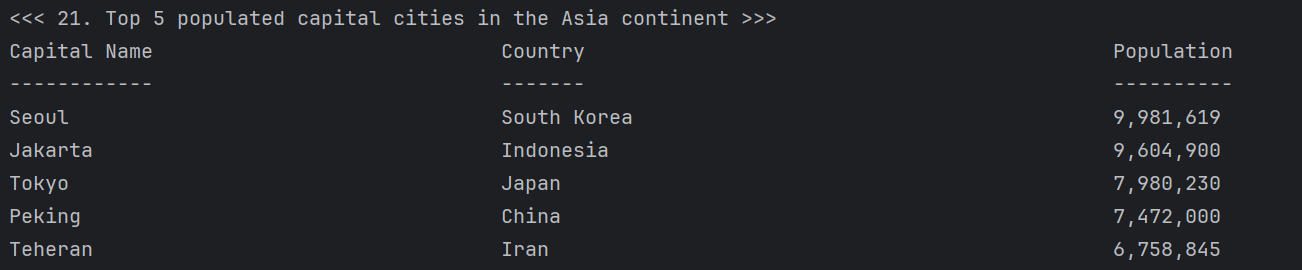 <<< 21. Top 5 populated capital cities in the Asia continent >>>
Capital Name Country Population
------------ ------- ----------
Seoul South Korea 9,981,619
Jakarta Indonesia 9,604,900
Tokyo Japan 7,980,230
Peking China 7,472,000
Teheran Iran 6,758,845